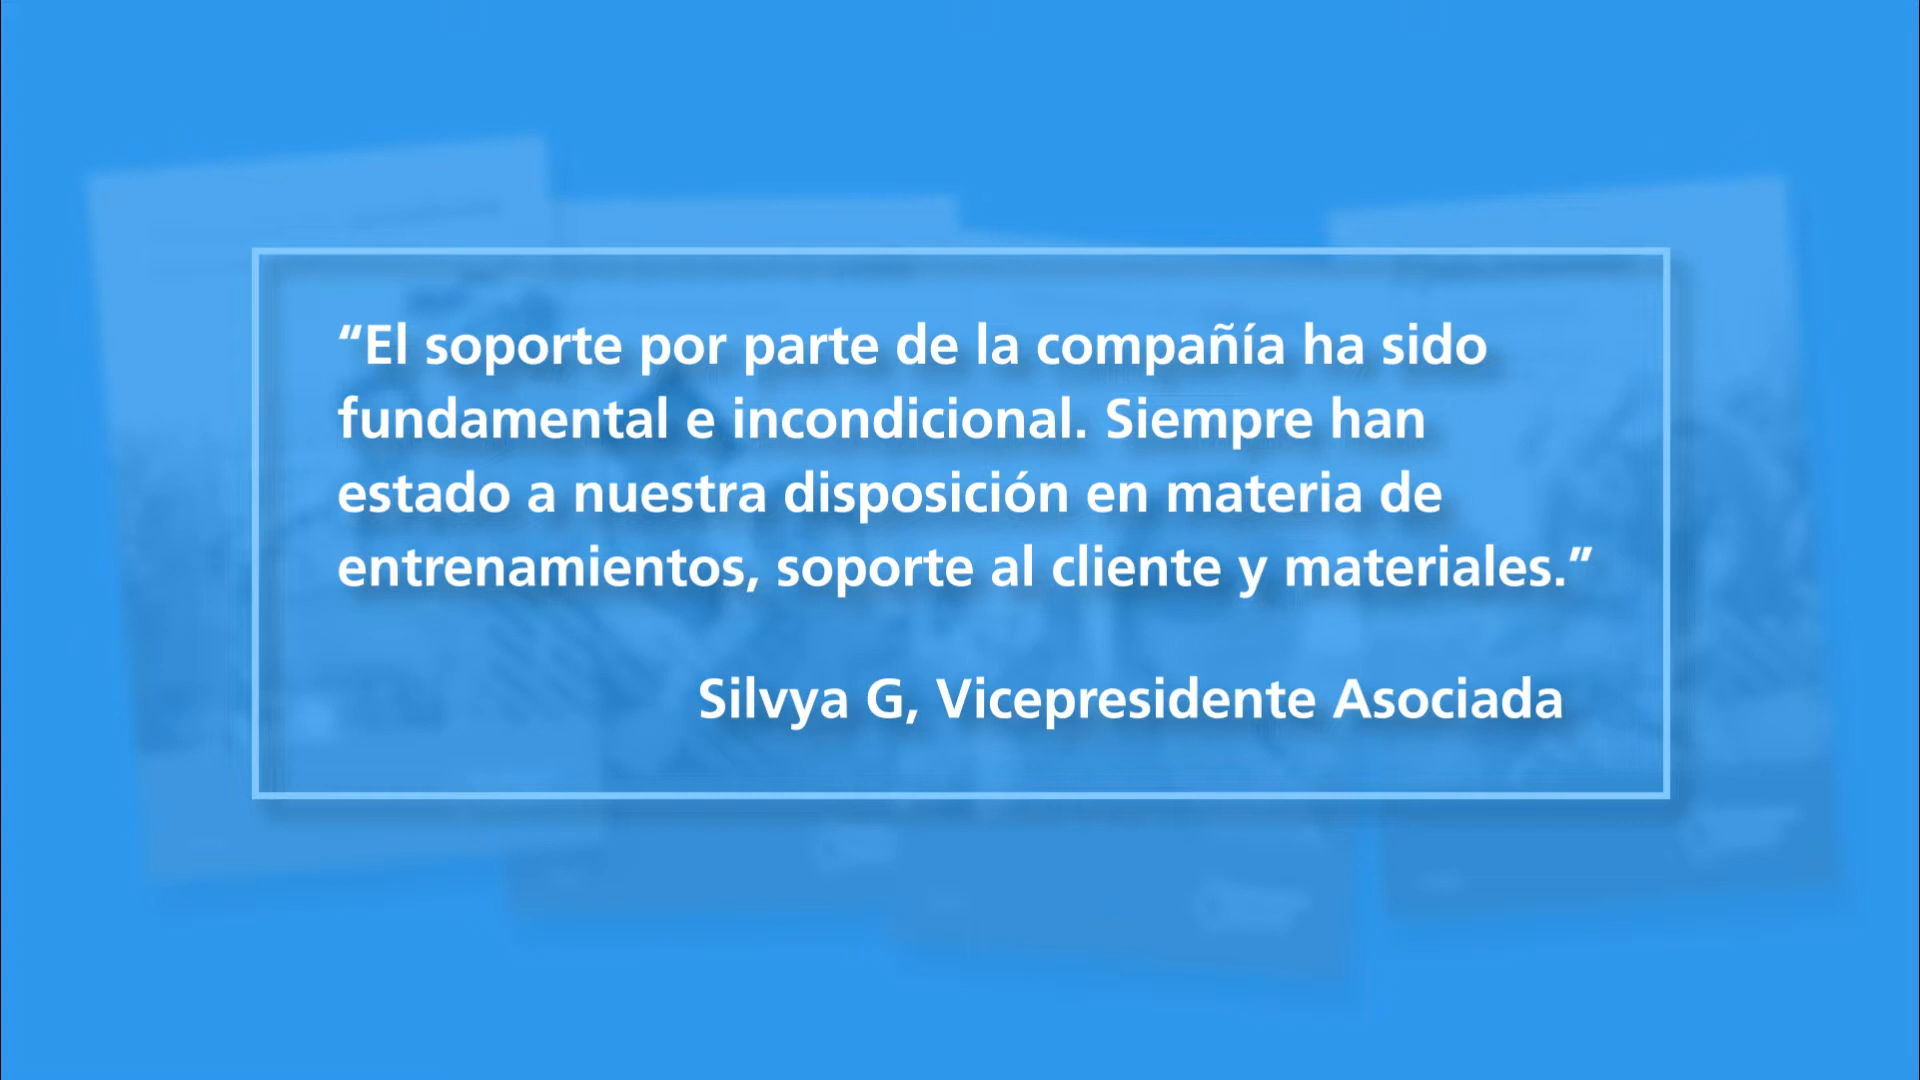 “El soporte por parte de la compañía ha sido
fundamental e incondicional. Siempre han
estado a nuestra disposición en materia de
entrenamientos, soporte al cliente y materiales.”
Silvya G, Vicepresidente Asociada